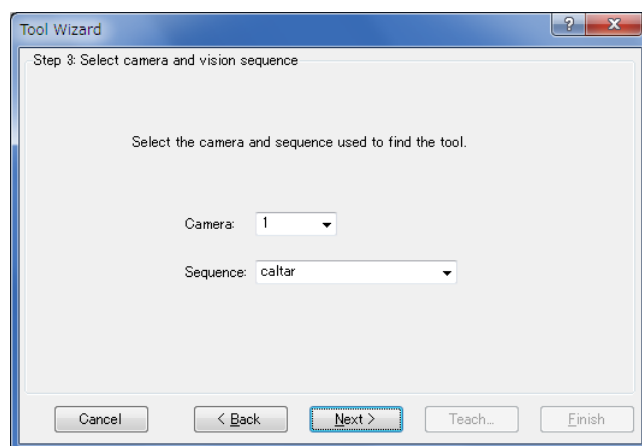 Tool Wizard
Step 3: Select camera and vision sequence
Select the camera and sequence used to find the tool.
Camera: 1
Sequence: caltar
Cancel < Back Next > Teach... Finish